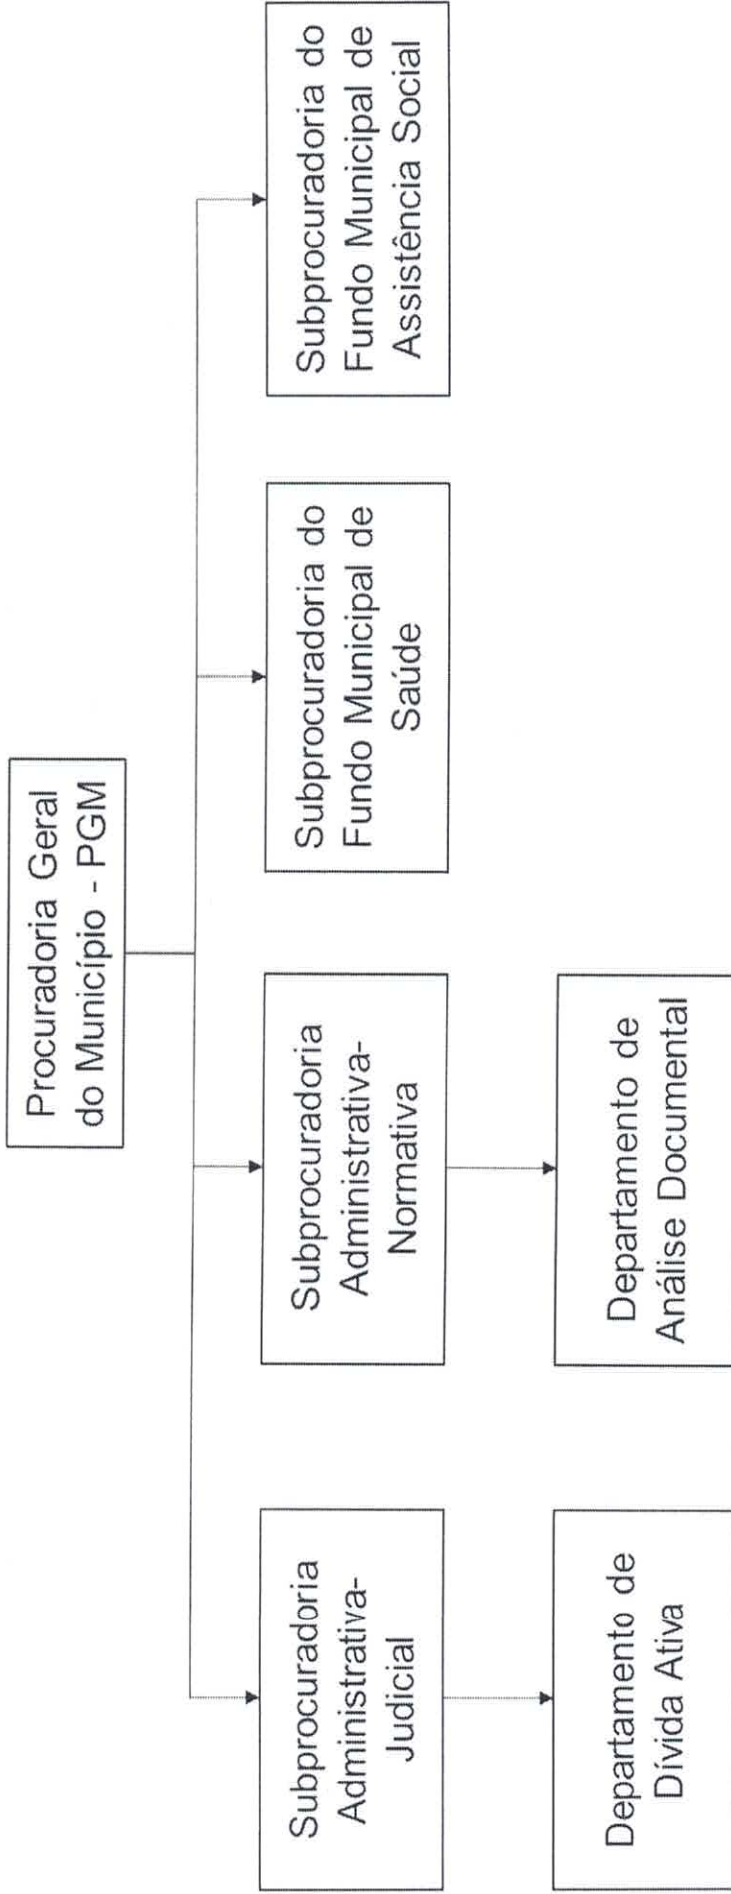 Procuradoria Geral
do Município - PGM
Subprocuradoria
Administrativa-
Judicial
Subprocuradoria
Administrativa-
Normativa
Subprocuradoria do
Fundo Municipal de
Saúde
Subprocuradoria do
Fundo Municipal de
Assistência Social
Departamento de
Dívida Ativa
Departamento de
Análise Documental